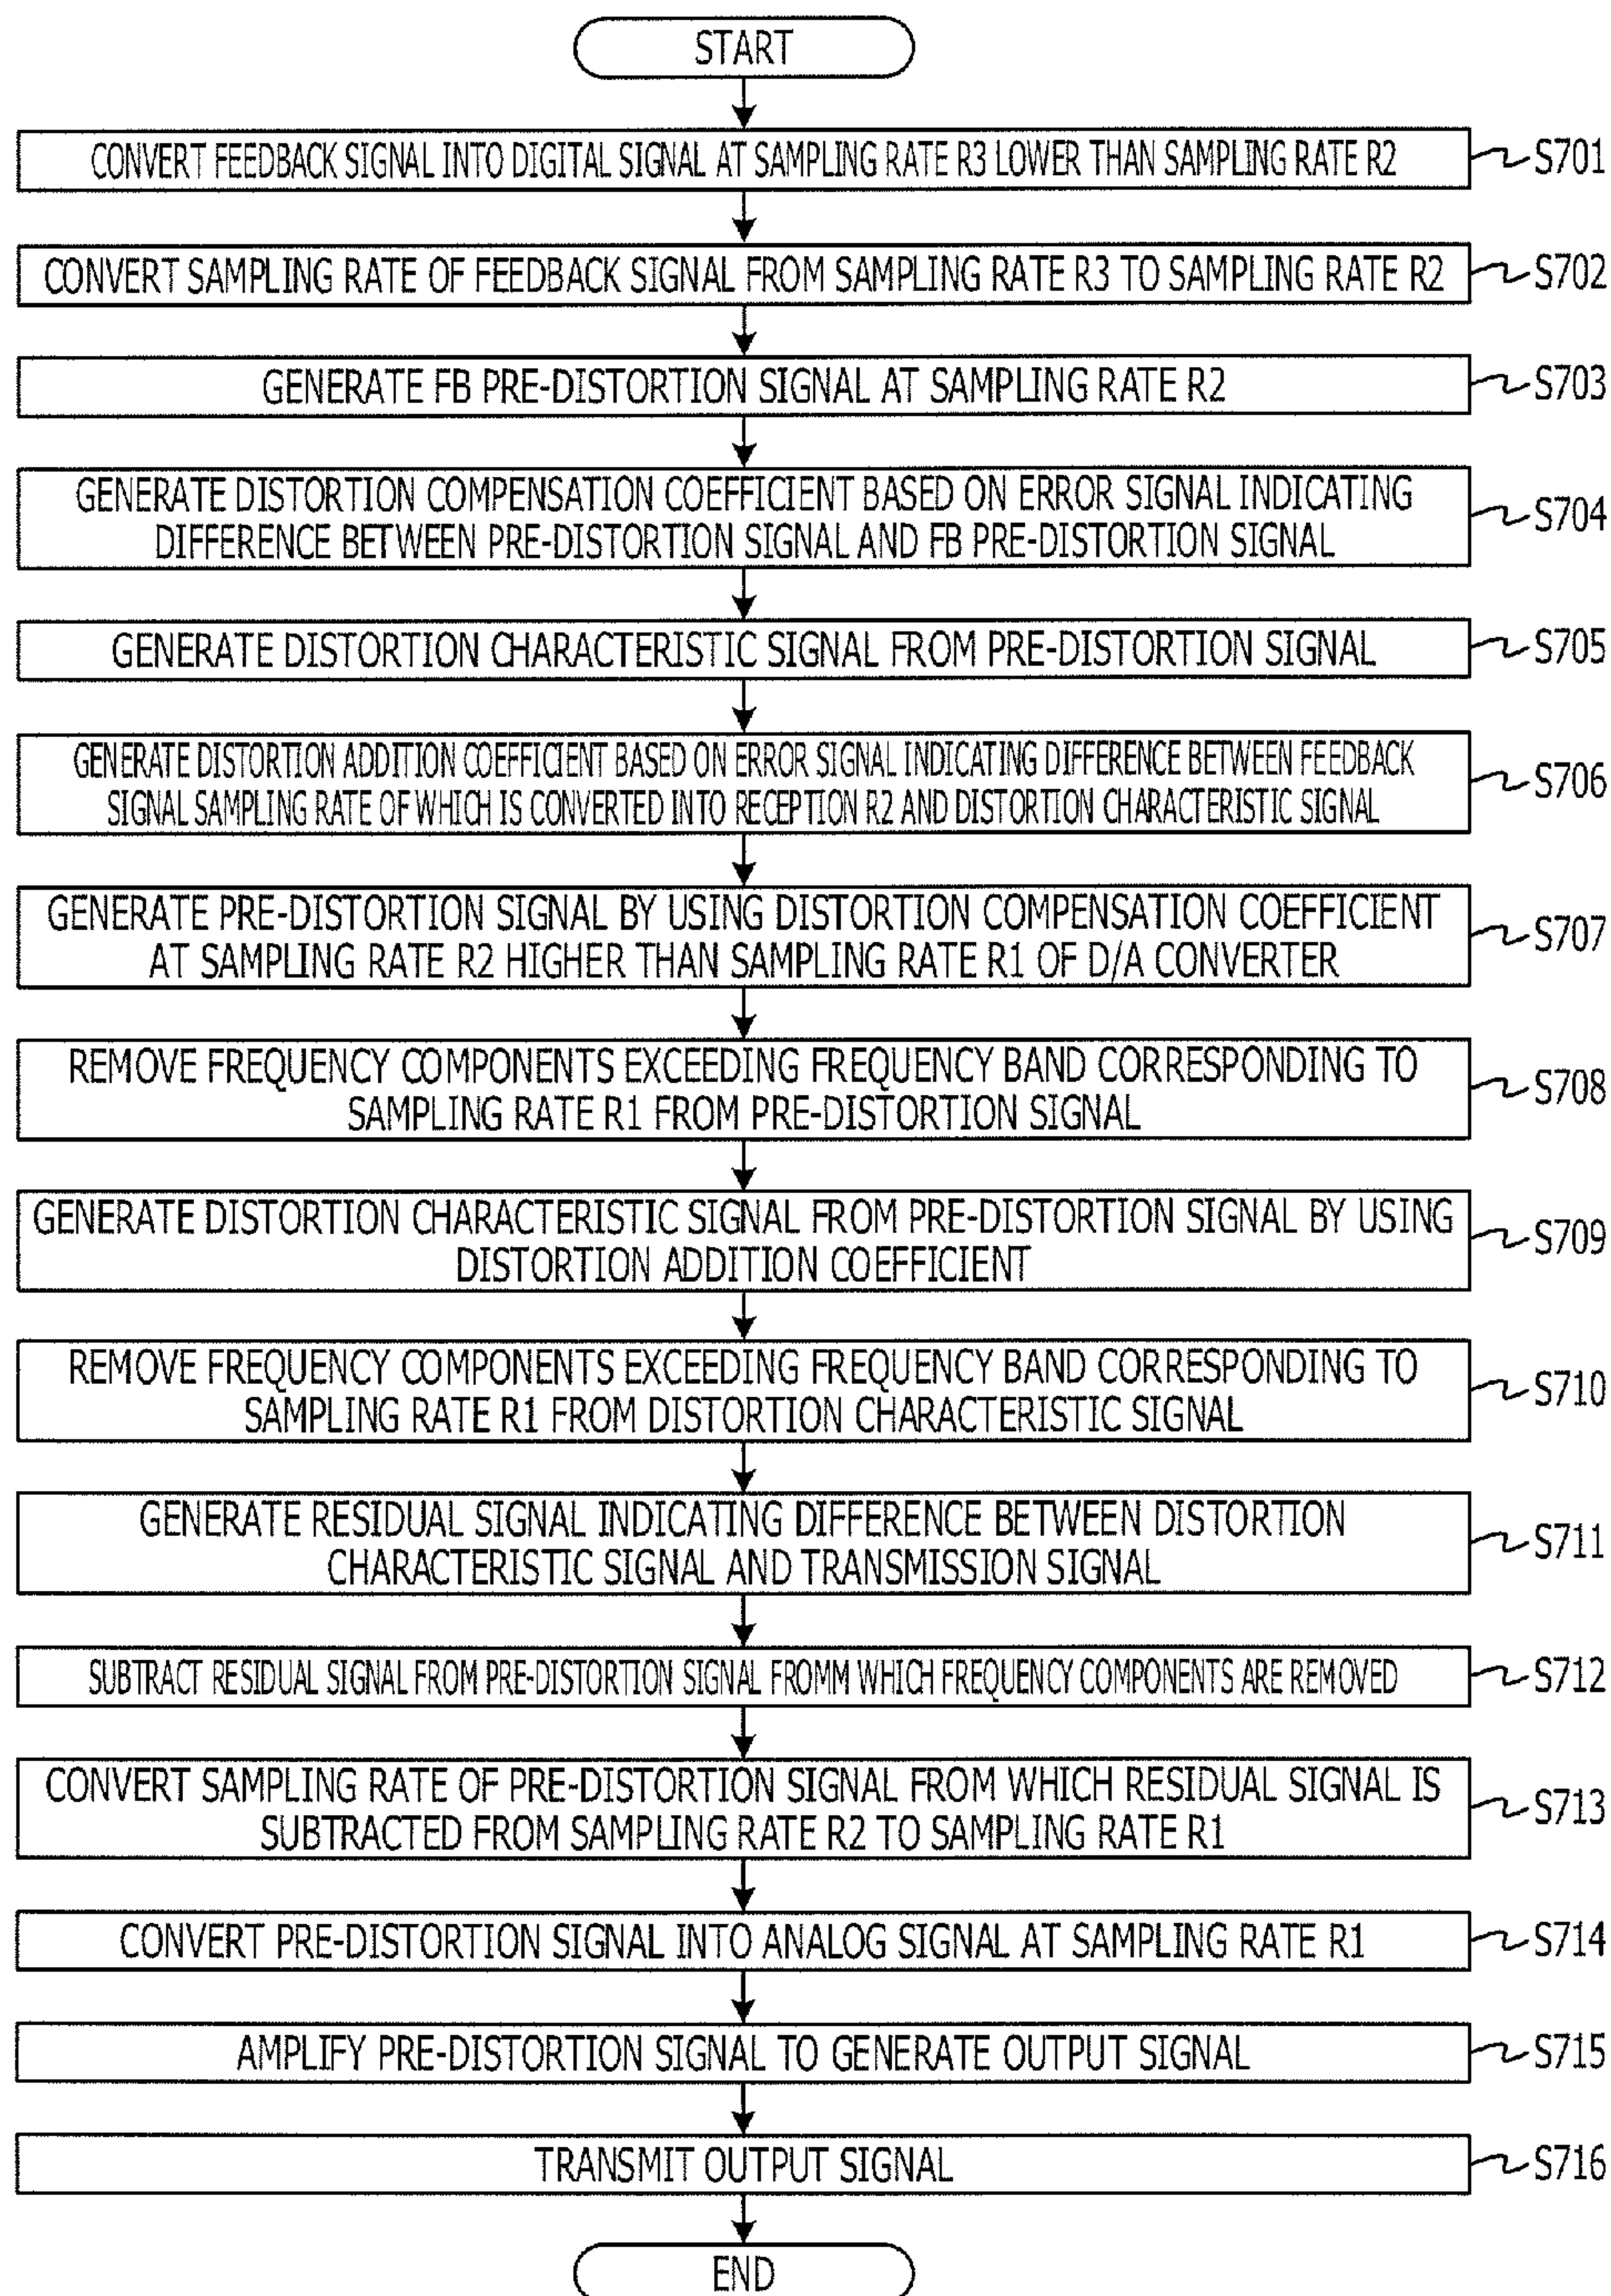 START
CONVERT FEEDBACK SIGNAL INTO DIGITAL SIGNAL AT SAMPLING RATE R3 LOWER THAN SAMPLING RATE R2
S701
CONVERT SAMPLING RATE OF FEEDBACK SIGNAL FROM SAMPLING RATE R3 TO SAMPLING RATE R2
S702
GENERATE FB PRE-DISTORTION SIGNAL AT SAMPLING RATE R2
S703
GENERATE DISTORTION COMPENSATION COEFFICIENT BASED ON ERROR SIGNAL INDICATING
DIFFERENCE BETWEEN PRE-DISTORTION SIGNAL AND FB PRE-DISTORTION SIGNAL
S704
GENERATE DISTORTION CHARACTERISTIC SIGNAL FROM PRE-DISTORTION SIGNAL
S705
GENERATE DISTORTION ADDITION COEFFICIENT BASED ON ERROR SIGNAL INDICATING DIFFERENCE BETWEEN FEEDBACK
SIGNAL SAMPLING RATE OF WHICH IS CONVERTED INTO RECEPTION R2 AND DISTORTION CHARACTERISTIC SIGNAL
S706
GENERATE PRE-DISTORTION SIGNAL BY USING DISTORTION COMPENSATION COEFFICIENT
AT SAMPLING RATE R2 HIGHER THAN SAMPLING RATE R1 OF D/A CONVERTER
S707
REMOVE FREQUENCY COMPONENTS EXCEEDING FREQUENCY BAND CORRESPONDING TO
SAMPLING RATE R1 FROM PRE-DISTORTION SIGNAL
S708
GENERATE DISTORTION CHARACTERISTIC SIGNAL FROM PRE-DISTORTION SIGNAL BY USING
DISTORTION ADDITION COEFFICIENT
S709
REMOVE FREQUENCY COMPONENTS EXCEEDING FREQUENCY BAND CORRESPONDING TO
SAMPLING RATE R1 FROM DISTORTION CHARACTERISTIC SIGNAL
S710
GENERATE RESIDUAL SIGNAL INDICATING DIFFERENCE BETWEEN DISTORTION
CHARACTERISTIC SIGNAL AND TRANSMISSION SIGNAL
S711
SUBTRACT RESIDUAL SIGNAL FROM PRE-DISTORTION SIGNAL FROMM WHICH FREQUENCY COMPONENTS ARE REMOVED
S712
CONVERT SAMPLING RATE OF PRE-DISTORTION SIGNAL FROM WHICH RESIDUAL SIGNAL IS
SUBTRACTED FROM SAMPLING RATE R2 TO SAMPLING RATE R1
S713
CONVERT PRE-DISTORTION SIGNAL INTO ANALOG SIGNAL AT SAMPLING RATE R1
S714
AMPLIFY PRE-DISTORTION SIGNAL TO GENERATE OUTPUT SIGNAL
S715
TRANSMIT OUTPUT SIGNAL
S716
END